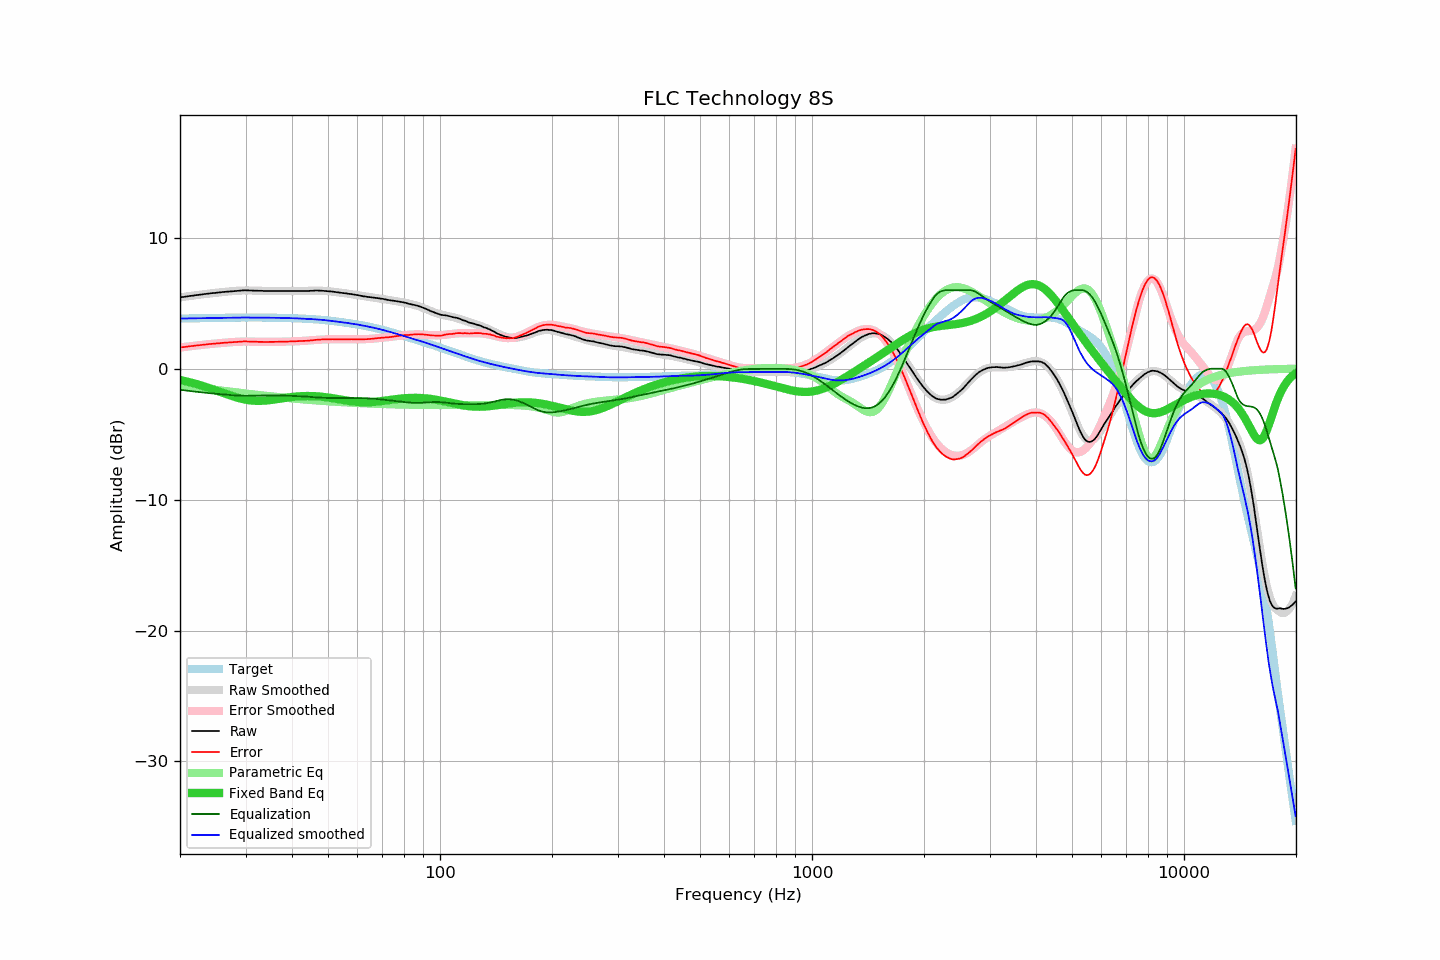 FLC Technology 8S
10
0
−10
−20
−30
Amplitude (dBr)
Target
Raw Smoothed
Error Smoothed
Raw
Error
Parametric Eq
Fixed Band Eq
Equalization
Equalized smoothed
100
1000
10000
Frequency (Hz)